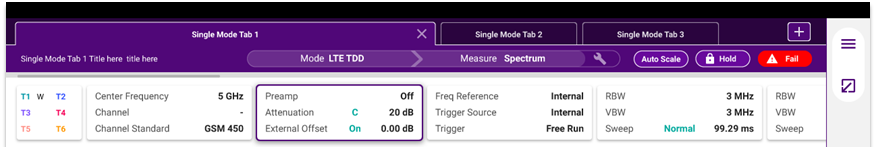 Single Mode Tab 1 Single Mode Tab 2 Single Mode Tab 3
Single Mode Tab 1 Title here title here Mode LTE TDD Measure Spectrum Auto Scale Hold Fail
T1 W T2 Center Frequency 5 GHz Preamp Off Freq Reference Internal RBW 3 MHz RBW
T3 T4 Channel - Attenuation C 20 dB Trigger Source Internal VBW 3 MHz VBW
T5 T6 Channel Standard GSM 450 External Offset On 0.00 dB Trigger Free Run Sweep Normal 99.29 ms Sweep